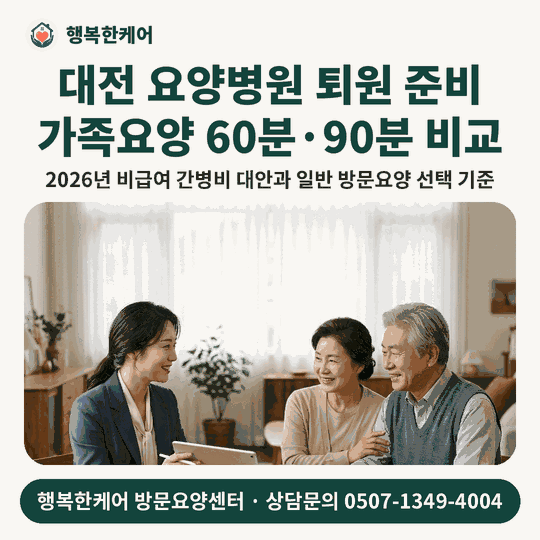 행복한케어
대전 요양병원 퇴원 준비
가족요양 60분·90분 비교
2026년 비급여 간병비 대안과 일반 방문요양 선택 기준
행복한케어 방문요양센터 · 상담문의 0507-1349-4004